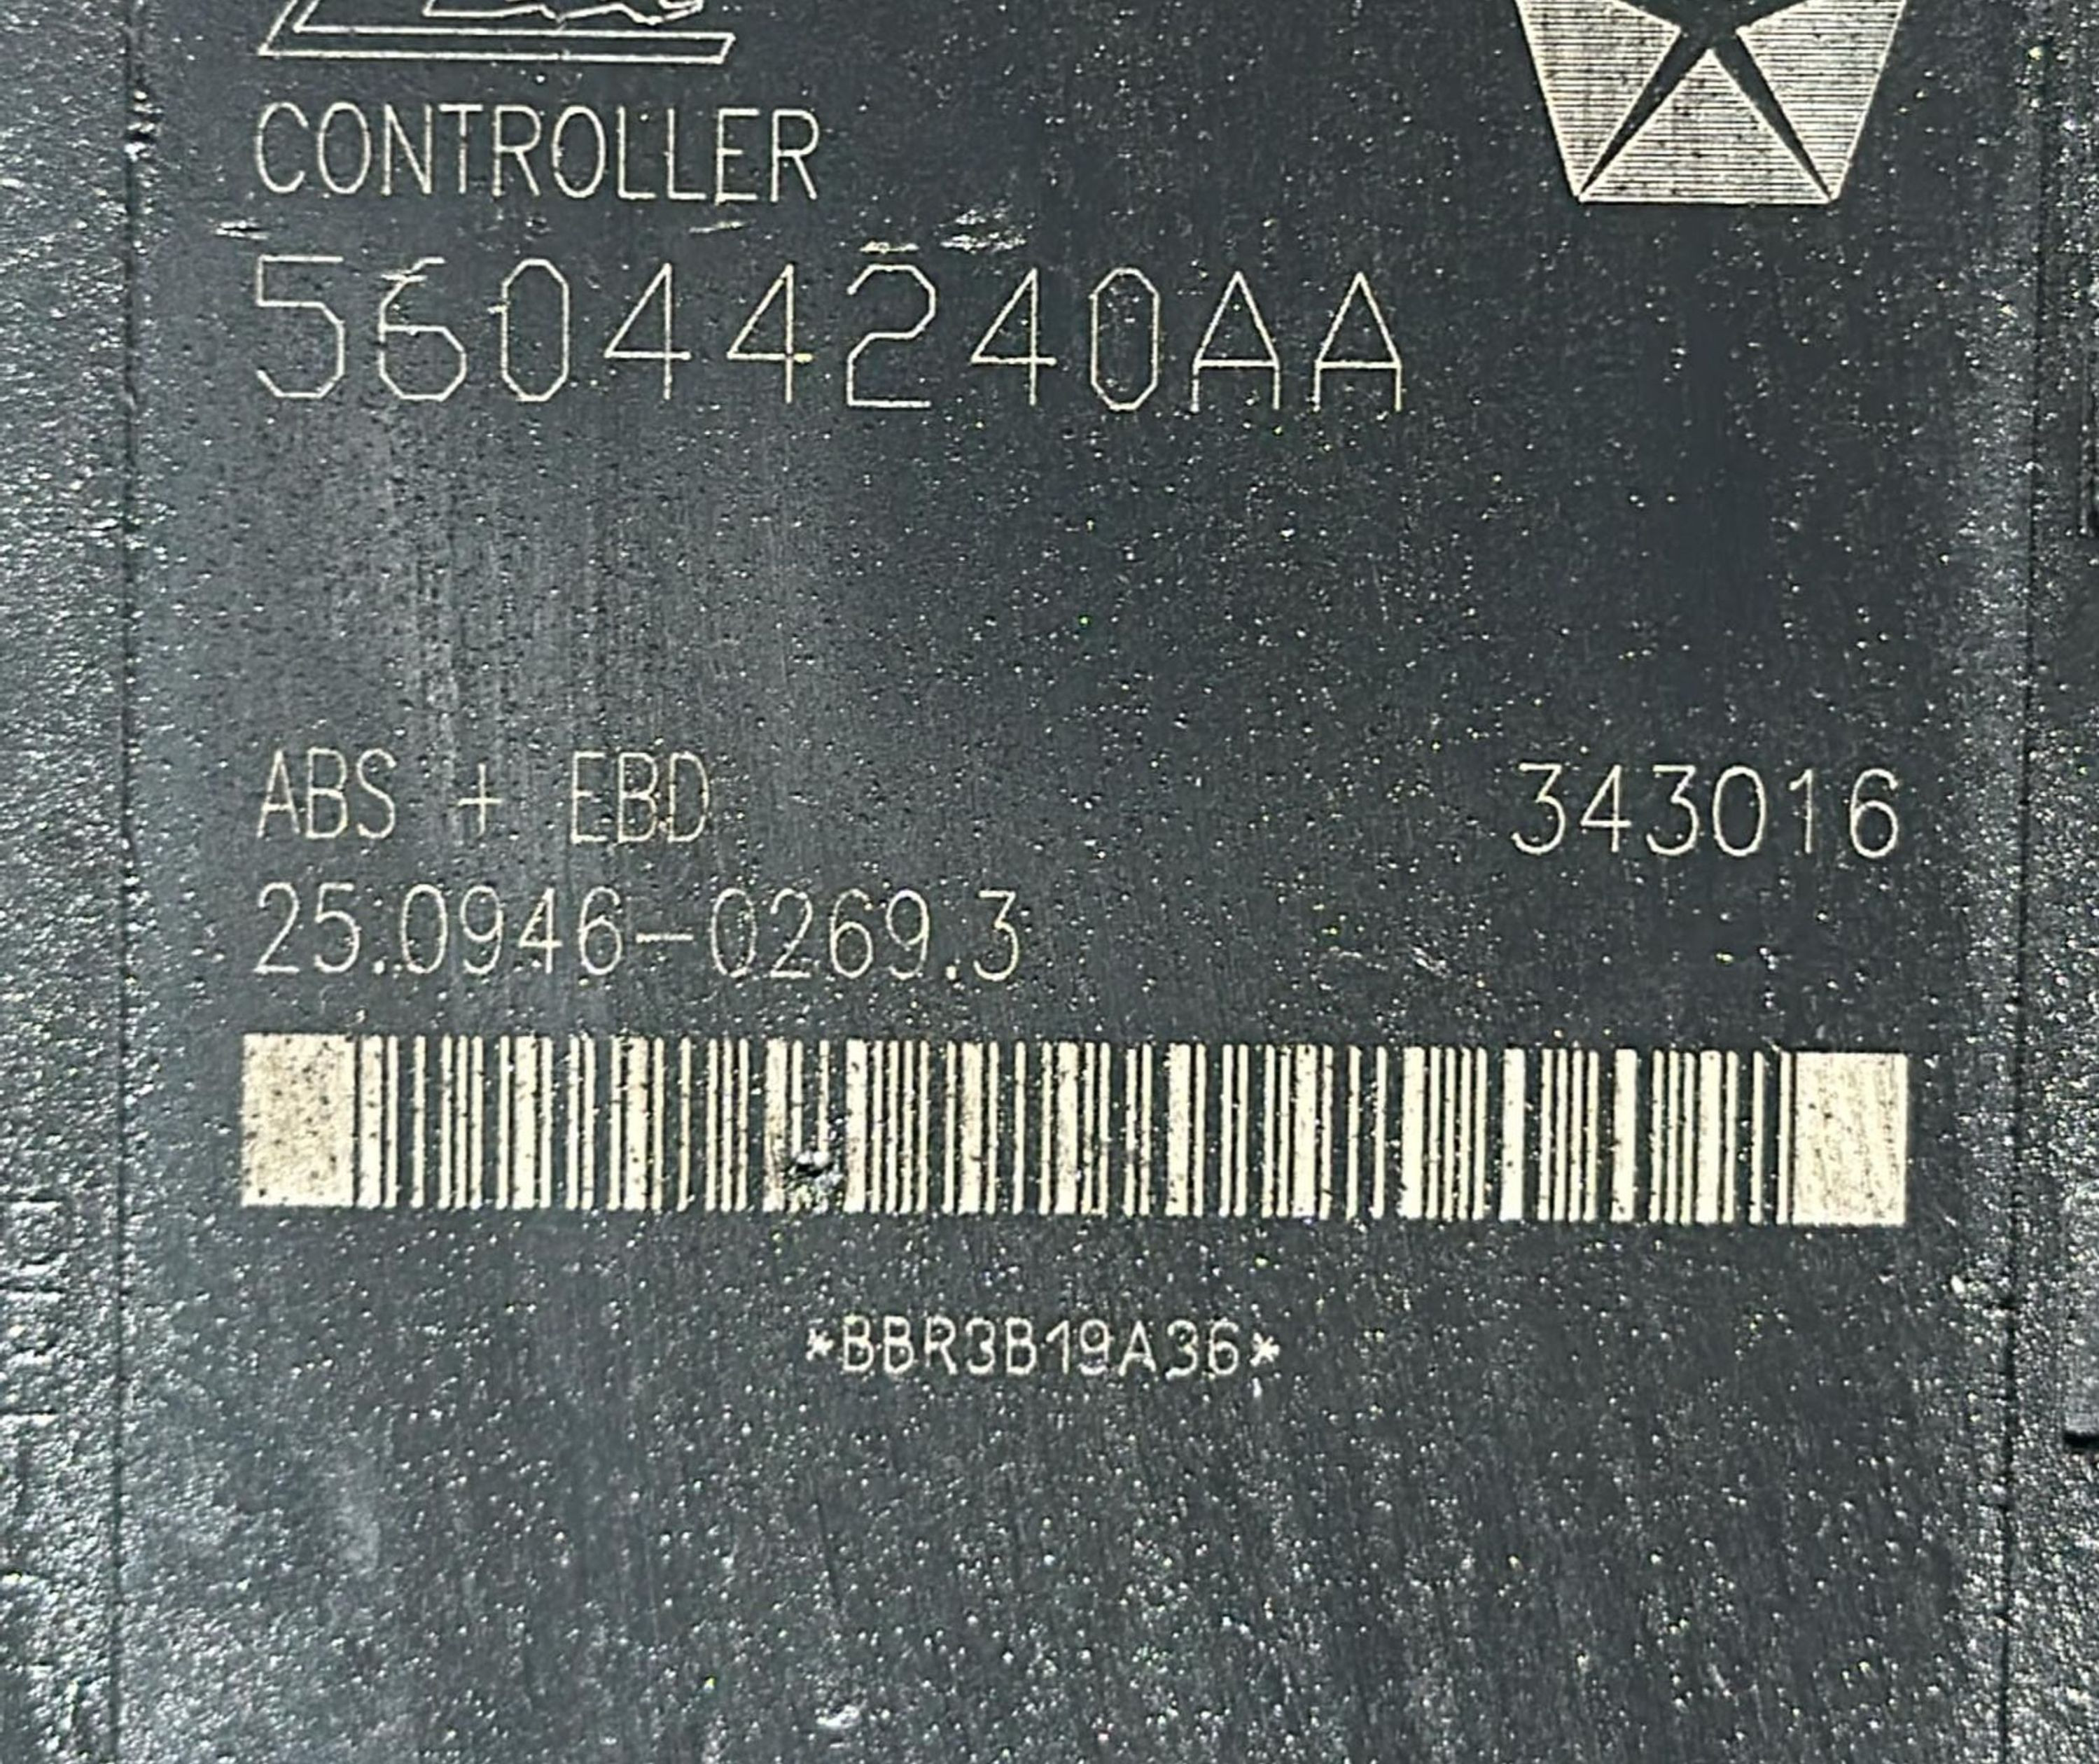 CONTROLLER
56044240AA
ABS + EBD 343016
25.0946-0269.3
*BBR3B19A36*